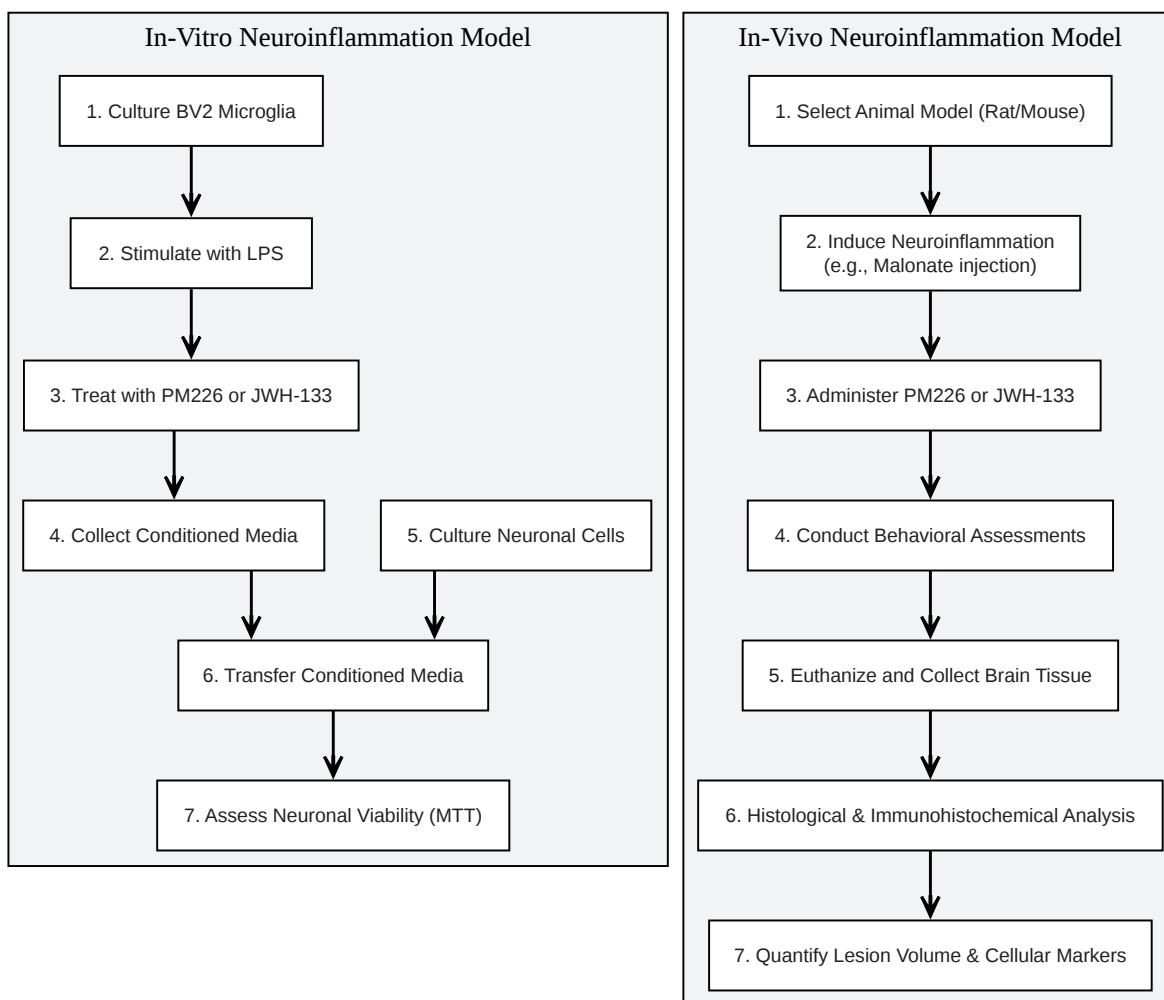 In-Vitro Neuroinflammation Model
1. Culture BV2 Microglia
2. Stimulate with LPS
3. Treat with PM226 or JWH-133
4. Collect Conditioned Media
5. Culture Neuronal Cells
6. Transfer Conditioned Media
7. Assess Neuronal Viability (MTT)
In-Vivo Neuroinflammation Model
1. Select Animal Model (Rat/Mouse)
2. Induce Neuroinflammation
(e.g., Malonate injection)
3. Administer PM226 or JWH-133
4. Conduct Behavioral Assessments
5. Euthanize and Collect Brain Tissue
6. Histological & Immunohistochemical Analysis
7. Quantify Lesion Volume & Cellular Markers